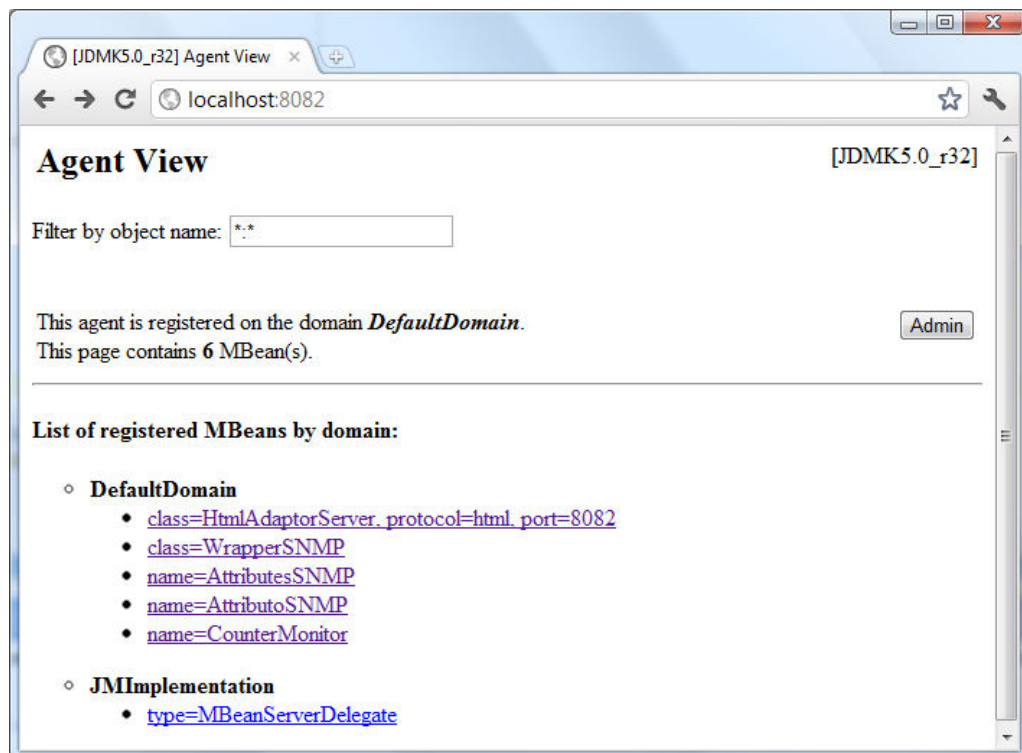 [JDMK5.0_r32] Agent View
localhost:8082
Agent View
[JDMK5.0_r32]
Filter by object name: *:*
This agent is registered on the domain DefaultDomain.
Admin
This page contains 6 MBean(s).
List of registered MBeans by domain:
DefaultDomain
class=HtmlAdaptorServer, protocol=html, port=8082
class=WrapperSNMP
name=AttributesSNMP
name=AttributoSNMP
name=CounterMonitor
JMImplementation
type=MBeanServerDelegate